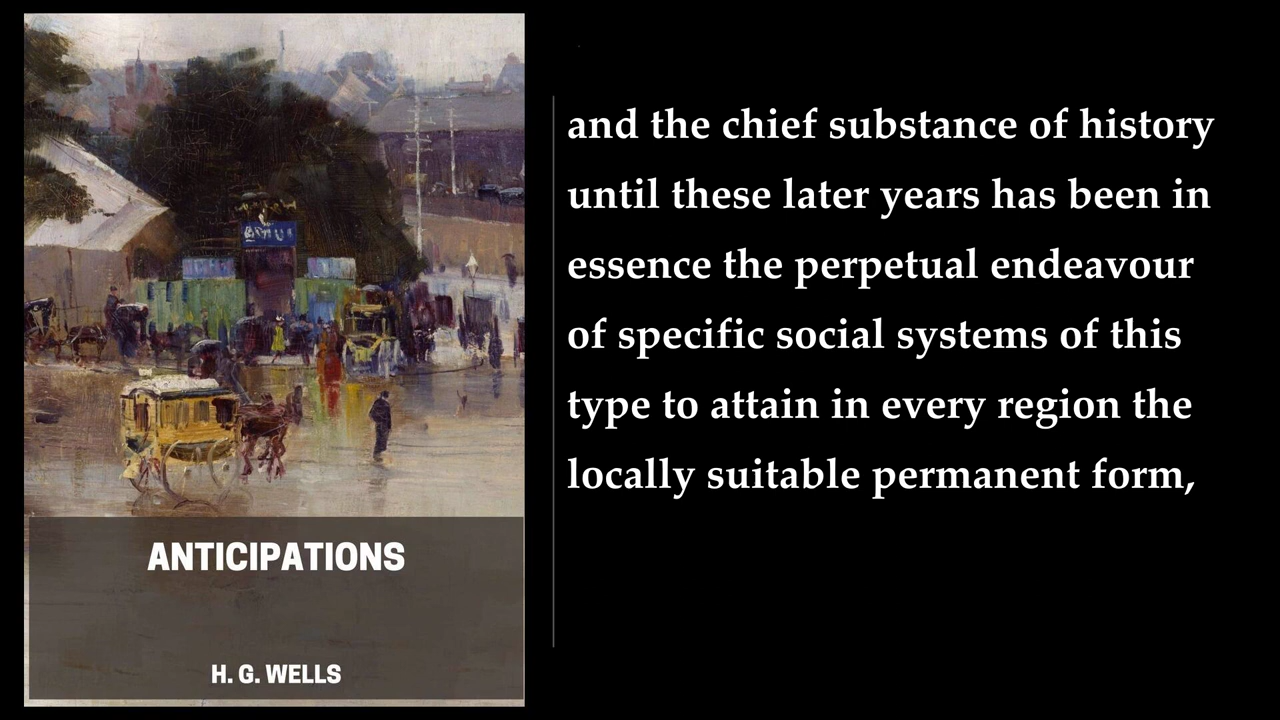 ANTICIPATIONS
H. G. WELLS
and the chief substance of history
until these later years has been in
essence the perpetual endeavour
of specific social systems of this
type to attain in every region the
locally suitable permanent form,